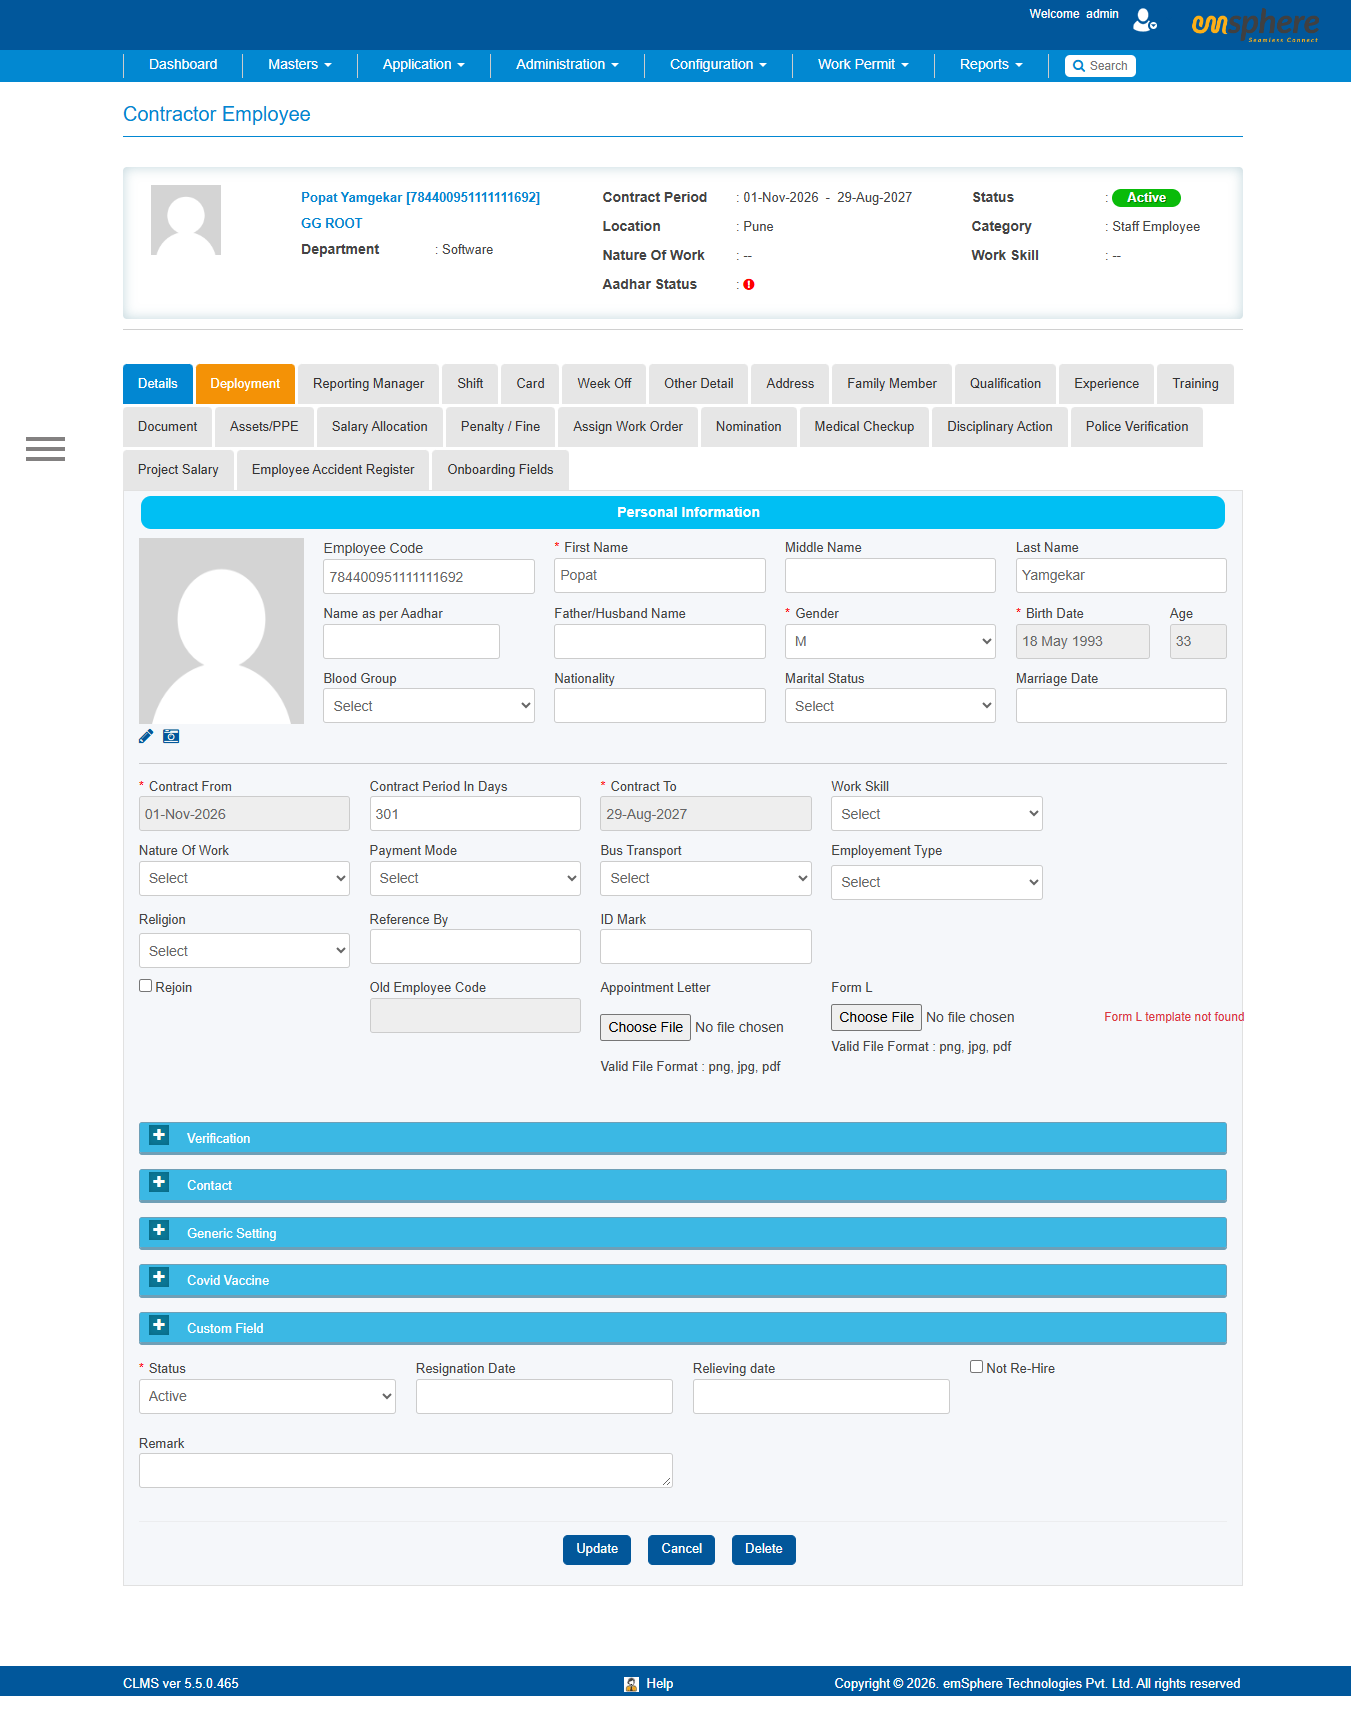 Welcome admin
emsphere
Seamless Connect
Dashboard Masters Application Administration Configuration Work Permit Reports Search
Contractor Employee
Popat Yamgekar [784400951111111692] Contract Period : 01-Nov-2026 - 29-Aug-2027 Status : Active
GG ROOT Location : Pune Category : Staff Employee
Department : Software Nature Of Work : -- Work Skill : --
Aadhar Status :
Details Deployment Reporting Manager Shift Card Week Off Other Detail Address Family Member Qualification Experience Training
Document Assets/PPE Salary Allocation Penalty / Fine Assign Work Order Nomination Medical Checkup Disciplinary Action Police Verification
Project Salary Employee Accident Register Onboarding Fields
Personal Information
Employee Code * First Name Middle Name Last Name
784400951111111692 Popat Yamgekar
Name as per Aadhar Father/Husband Name * Gender * Birth Date Age
M 18 May 1993 33
Blood Group Nationality Marital Status Marriage Date
Select Select
* Contract From Contract Period In Days * Contract To Work Skill
01-Nov-2026 301 29-Aug-2027 Select
Nature Of Work Payment Mode Bus Transport Employement Type
Select Select Select Select
Religion Reference By ID Mark
Select
Rejoin Old Employee Code Appointment Letter Form L
Choose File No file chosen Choose File No file chosen Form L template not found
Valid File Format : png, jpg, pdf Valid File Format : png, jpg, pdf
Verification
Contact
Generic Setting
Covid Vaccine
Custom Field
* Status Resignation Date Relieving date Not Re-Hire
Active
Remark
Update Cancel Delete
CLMS ver 5.5.0.465 Help Copyright © 2026. emSphere Technologies Pvt. Ltd. All rights reserved